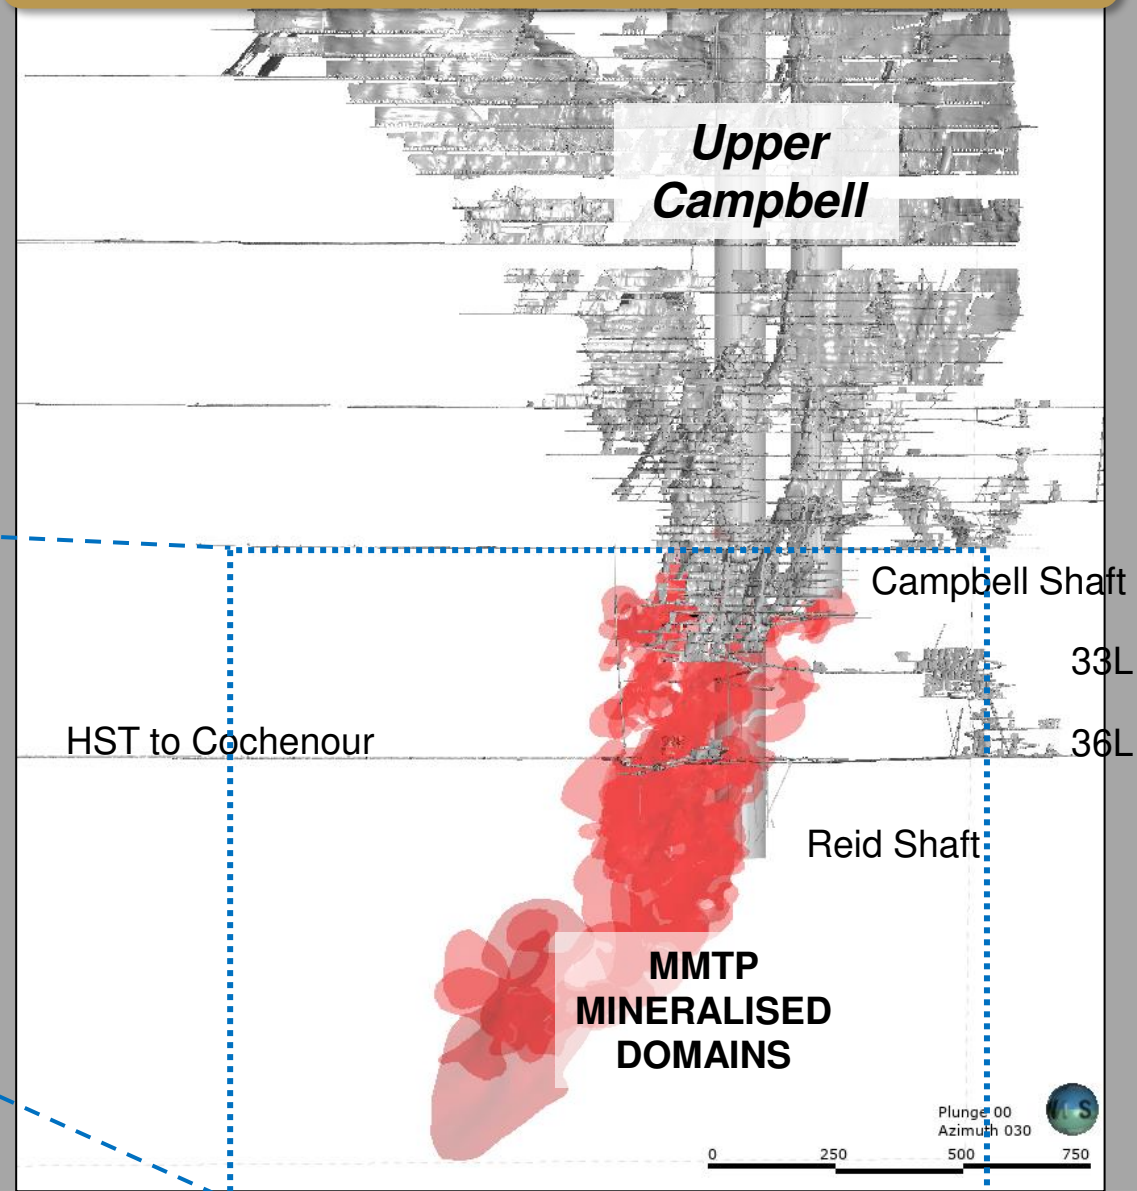 Upper
Campbell
Campbell Shaft
33L
HST to Cochenour
36L
Reid Shaft
MMTP
MINERALISED
DOMAINS
Plunge 00
Azimuth 030
0 250 500 750